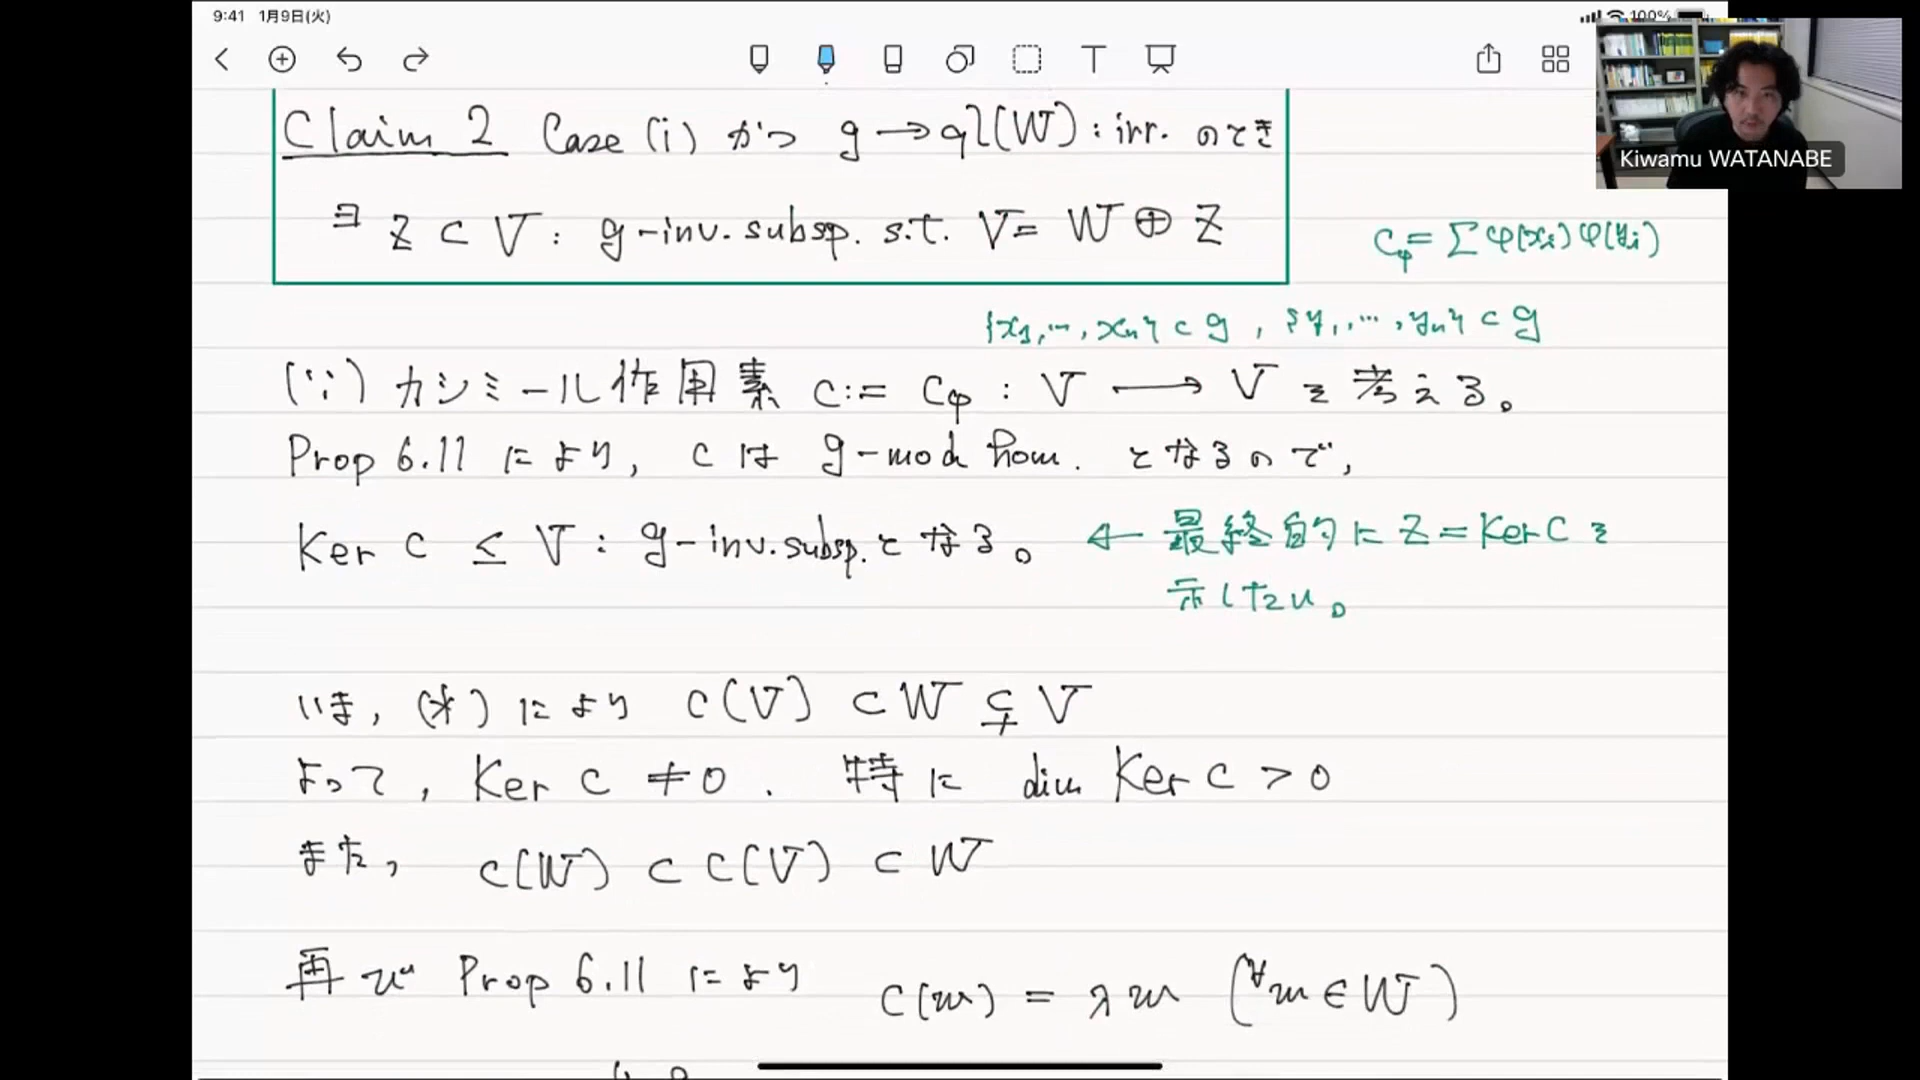 9:41 1月9日(火)
100%
Kiwamu WATANABE
Claim 2 Case (i) かつ g → gl(W) : irr. のとき
∃ Z ⊂ V : g-inv. subsp. s.t. V = W ⊕ Z
Cφ = Σ φ(xi) φ(yi)
{x1, …, xn} ⊂ g , {y1, …, yn} ⊂ g
(∵) カシミール作用素 C := Cφ : V → V を考える。
Prop 6.11 により, C は g-mod hom. となるので,
Ker C ≤ V : g-inv. subsp. となる。
← 最終的に Z = Ker C を
示したい。
いま, (*) により C(V) ⊂ W ⊊ V
よって, Ker C ≠ 0 . 特に dim Ker C > 0
また, C(W) ⊂ C(V) ⊂ W
再び Prop 6.11 により C(w) = λw (∀w ∈ W)